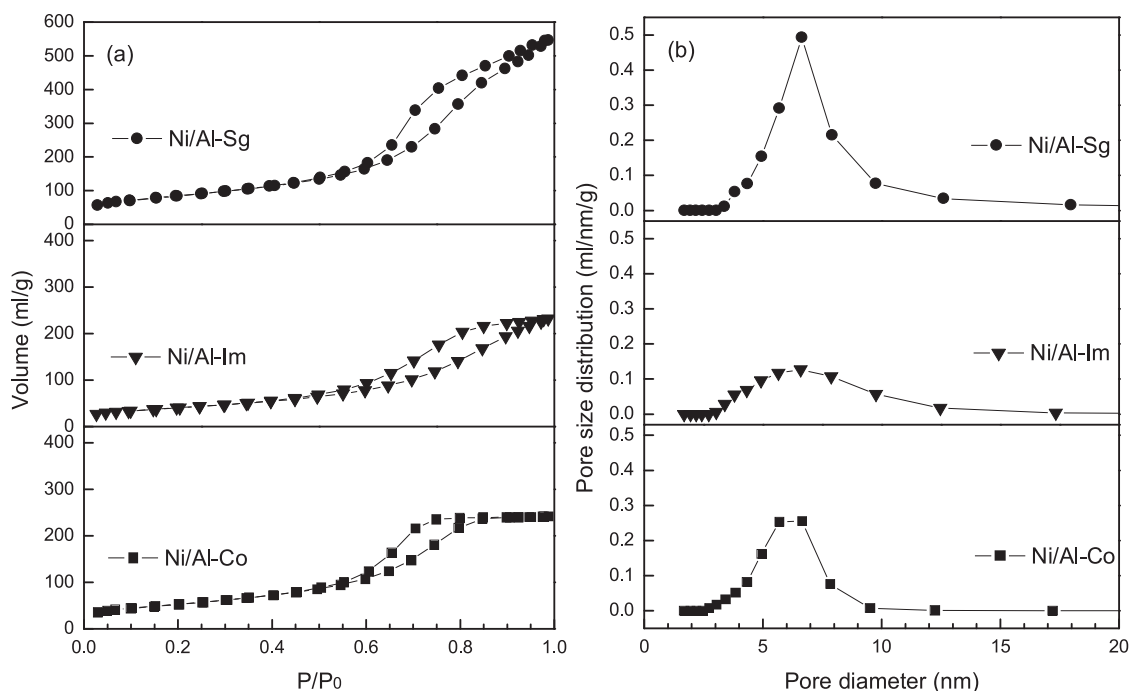 600
(a)
500
400
Ni/Al-Sg
300
200
100
0
400
300
200
Ni/Al-Im
100
0
400
300
200
Ni/Al-Co
100
0
0.0 0.2 0.4 0.6 0.8 1.0
P/P0
Volume (ml/g)
0.5
(b)
0.4
0.3
0.2
Ni/Al-Sg
0.1
0.0
0.5
0.4
0.3
0.2
Ni/Al-Im
0.1
0.0
0.5
0.4
0.3
0.2
Ni/Al-Co
0.1
0.0
0 5 10 15 20
Pore diameter (nm)
Pore size distribution (ml/nm/g)